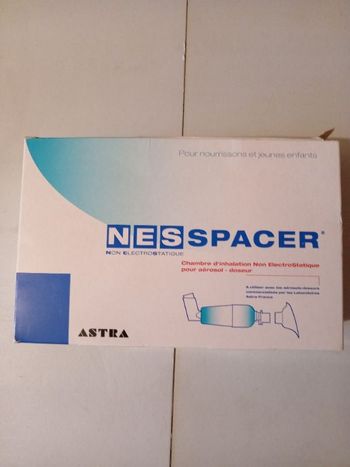 Pour nourrissons et jeunes enfants
NES SPACER®
NON ELECTROSTATIQUE
Chambre d'inhalation Non ElectroStatique
pour aérosol - doseur
A utiliser avec les aérosols-doseurs
commercialisés par les Laboratoires
Astra France
ASTRA